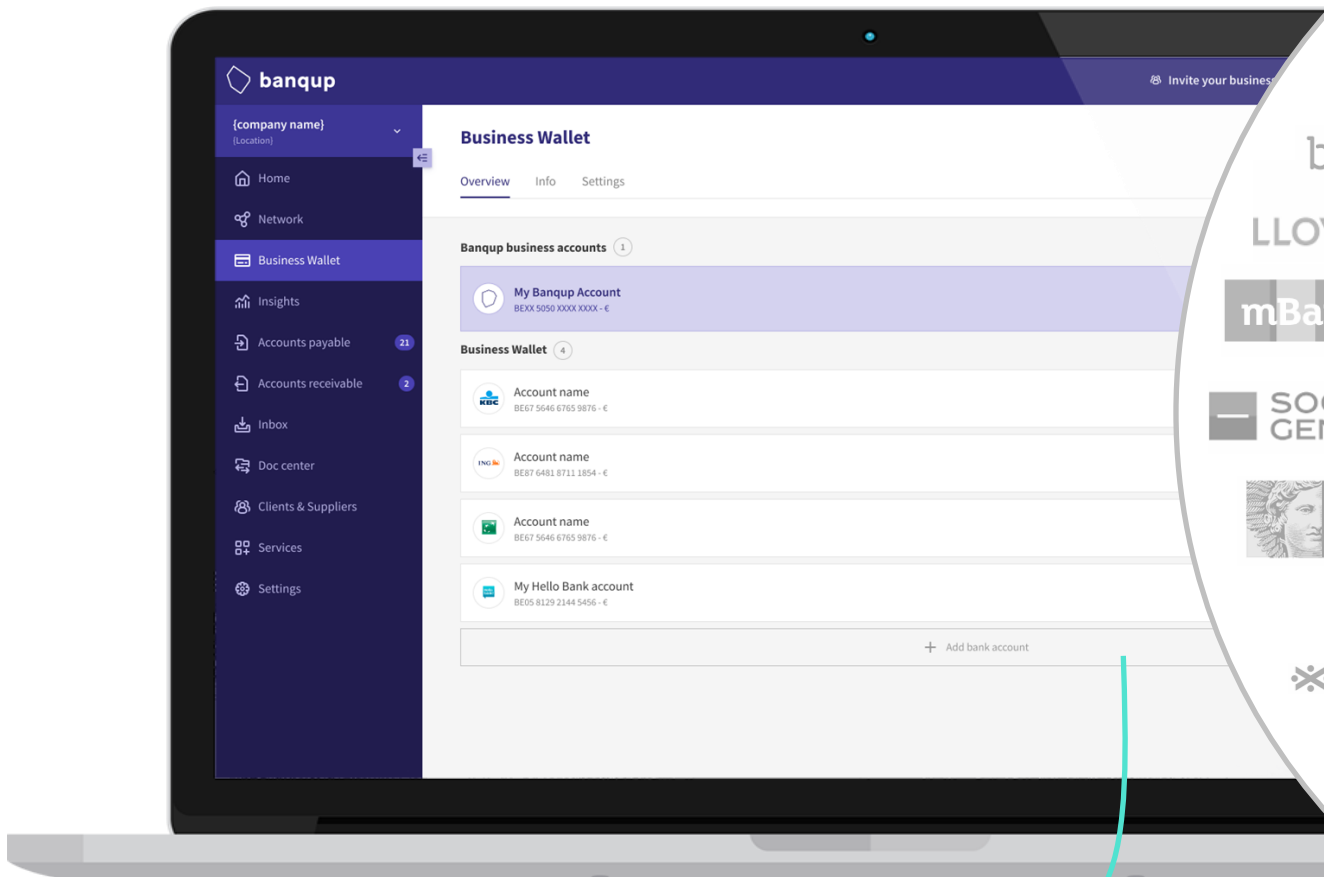 banqup
Invite your business
{company name}
(Location)
Home
Network
Business Wallet
Insights
Accounts payable
21
Accounts receivable
2
Inbox
Doc center
Clients & Suppliers
Services
Settings
Business Wallet
Overview Info Settings
Banqup business accounts 1
My Banqup Account
BEXX 5050 XXXX XXXX - €
Business Wallet 4
KBC
Account name
BE67 5646 6765 9876 - €
ING
Account name
BE87 6481 8711 1854 - €
Account name
BE67 5646 6765 9876 - €
My Hello Bank account
BE05 8129 2144 5456 - €
+ Add bank account
b
LLOY
mBa
SOC
GEN